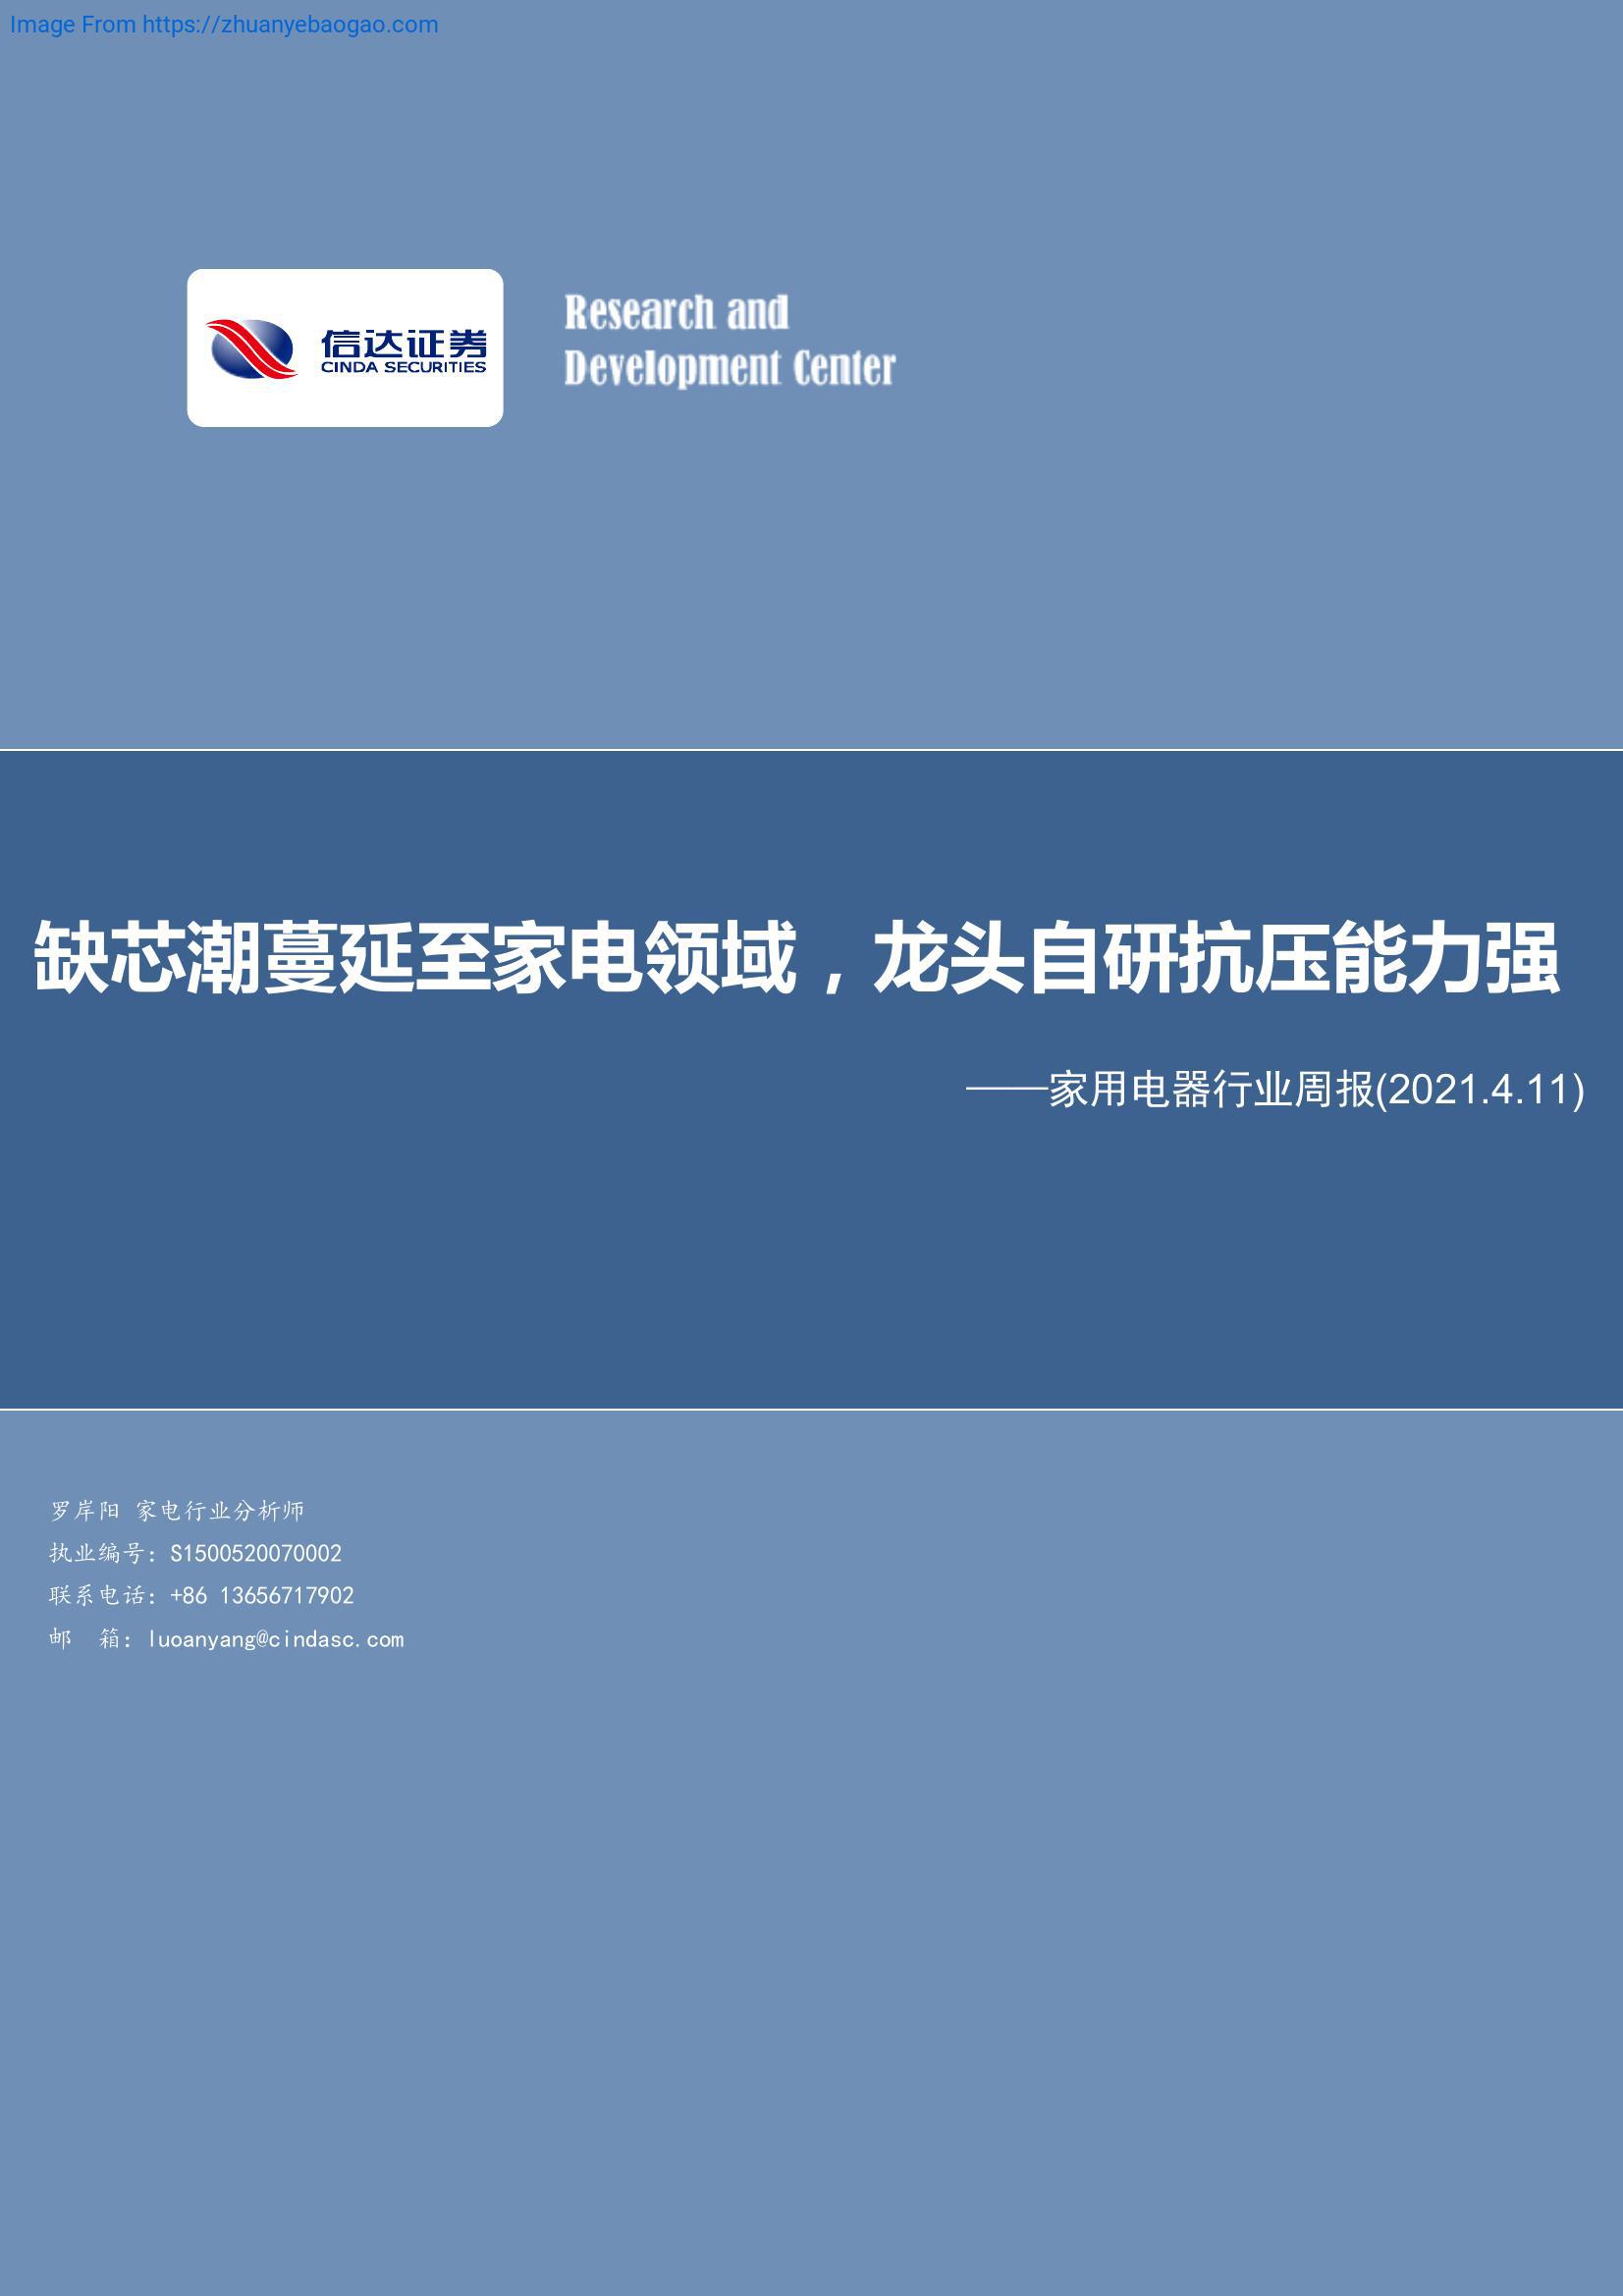 Image From https://zhuanyebaogao.com
信达证券
CINDA SECURITIES
Research and
Development Center
缺芯潮蔓延至家电领域，龙头自研抗压能力强
——家用电器行业周报(2021.4.11)
罗岸阳 家电行业分析师
执业编号：S1500520070002
联系电话：+86 13656717902
邮  箱：luoanyang@cindasc.com